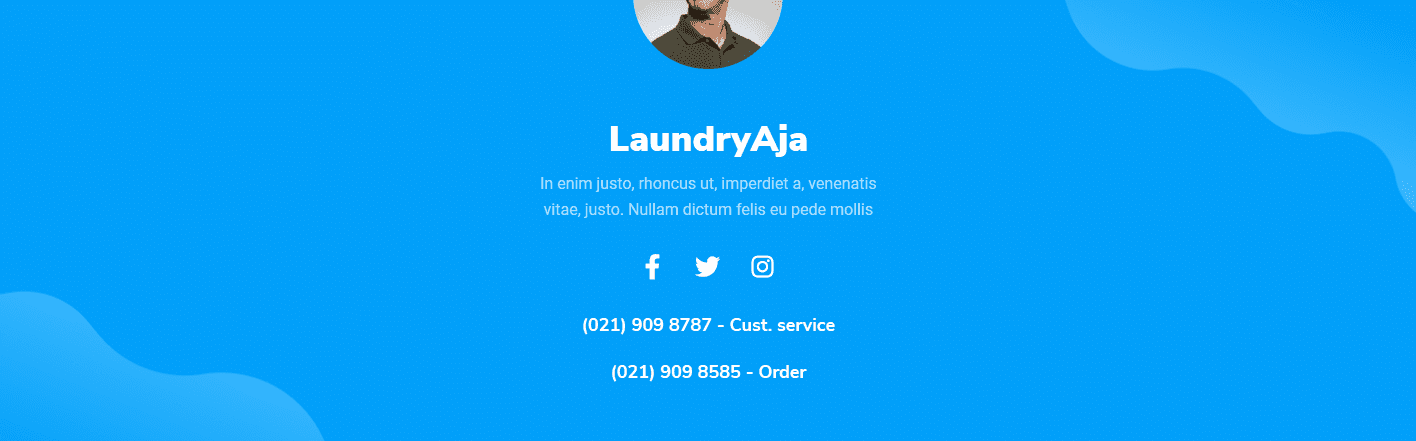 LaundryAja
In enim justo, rhoncus ut, imperdiet a, venenatis
vitae, justo. Nullam dictum felis eu pede mollis
(021) 909 8787 - Cust. service
(021) 909 8585 - Order